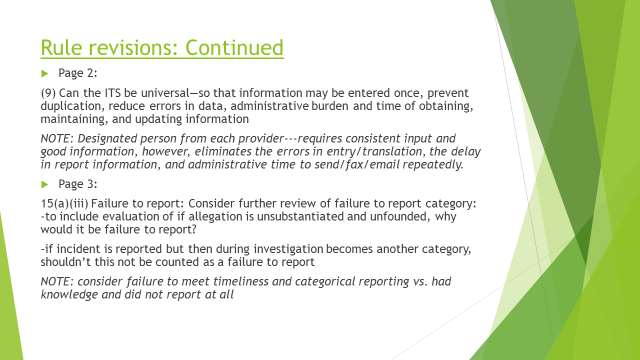 Rule revisions: Continued
Page 2:
(9) Can the ITS be universal—so that information may be entered once, prevent
duplication, reduce errors in data, administrative burden and time of obtaining,
maintaining, and updating information
NOTE: Designated person from each provider---requires consistent input and
good information, however, eliminates the errors in entry/translation, the delay
in report information, and administrative time to send/fax/email repeatedly.
Page 3:
15(a)(iii) Failure to report: Consider further review of failure to report category:
-to include evaluation of if allegation is unsubstantiated and unfounded, why
would it be failure to report?
-if incident is reported but then during investigation becomes another category,
shouldn't this not be counted as a failure to report
NOTE: consider failure to meet timeliness and categorical reporting vs. had
knowledge and did not report at all